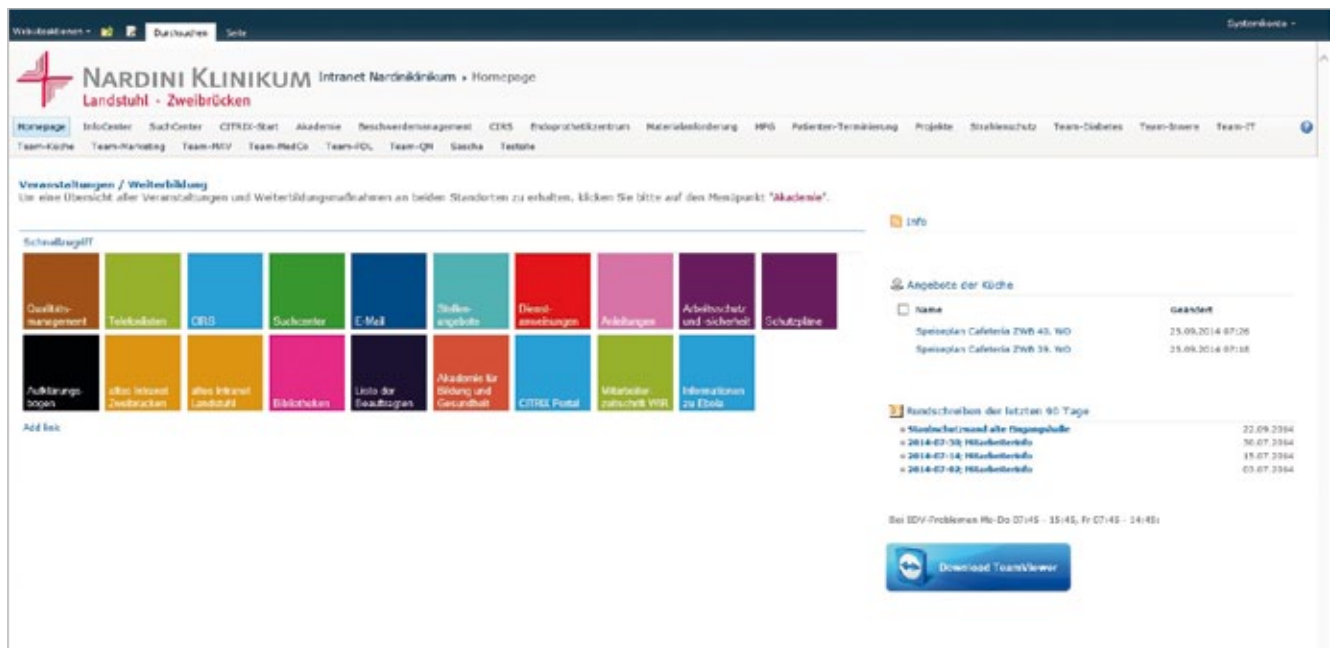 Websiteaktionen
Durchsuchen
Seite
Systemkonto
NARDINI KLINIKUM
Landstuhl - Zweibrücken
Intranet Nardiniklinikum ▸ Homepage
Homepage InfoCenter SuchCenter CITRIX-Start Akademie Beschwerdemanagement CIRS Endoprothetikzentrum Materialanforderung MPG Patienten-Terminierung Projekte Strahlenschutz Team-Diabetes Team-Innere Team-IT
Team-Küche Team-Marketing Team-MAV Team-MedCo Team-PDL Team-QM Sascha Testsite
Veranstaltungen / Weiterbildung
Um eine Übersicht aller Veranstaltungen und Weiterbildungsmaßnahmen an beiden Standorten zu erhalten, klicken Sie bitte auf den Menüpunkt "Akademie".
Schnellzugriff
Qualitäts-
management
Telefonlisten
CIRS
Suchcenter
E-Mail
Stellen-
angebote
Dienst-
anweisungen
Anleitungen
Arbeitsschutz
und -sicherheit
Schutzpläne
Aufklärungs-
bogen
altes Intranet
Zweibrücken
altes Intranet
Landstuhl
Bibliotheken
Liste der
Beauftragten
Akademie für
Bildung und
Gesundheit
CITRIX Portal
Mitarbeiter
zeitschrift WIR
Informationen
zu Ebola
Add link
Info
Angebote der Küche
Name Geändert
Speiseplan Cafeteria ZWB 40. WO 25.09.2014 07:26
Speiseplan Cafeteria ZWB 39. WO 25.09.2014 07:18
Rundschreiben der letzten 90 Tage
Staubschutzwand alte Eingangshalle 22.09.2014
2014-07-30; Mitarbeiterinfo 30.07.2014
2014-07-14; Mitarbeiterinfo 15.07.2014
2014-07-02; Mitarbeiterinfo 03.07.2014
Bei EDV-Problemen Mo-Do 07:45 - 15:45, Fr 07:45 - 14:45:
Download TeamViewer